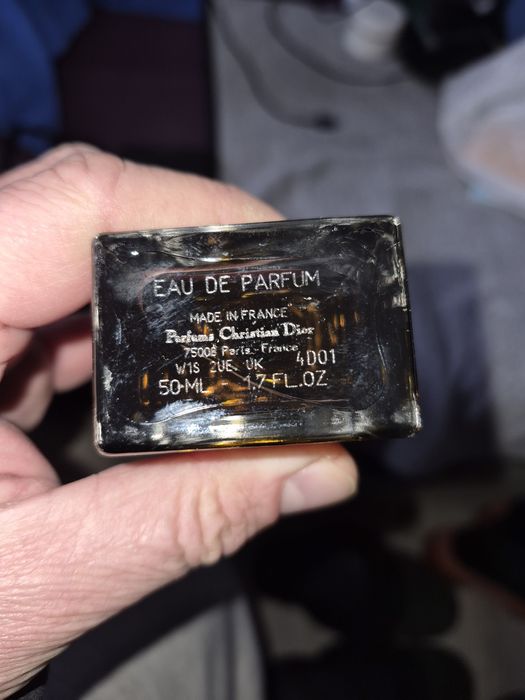 EAU DE PARFUM
MADE IN FRANCE
Parfums Christian Dior
75008 Paris - France
W1S 2UE UK 4D01
50 ML - 1.7 FL.OZ